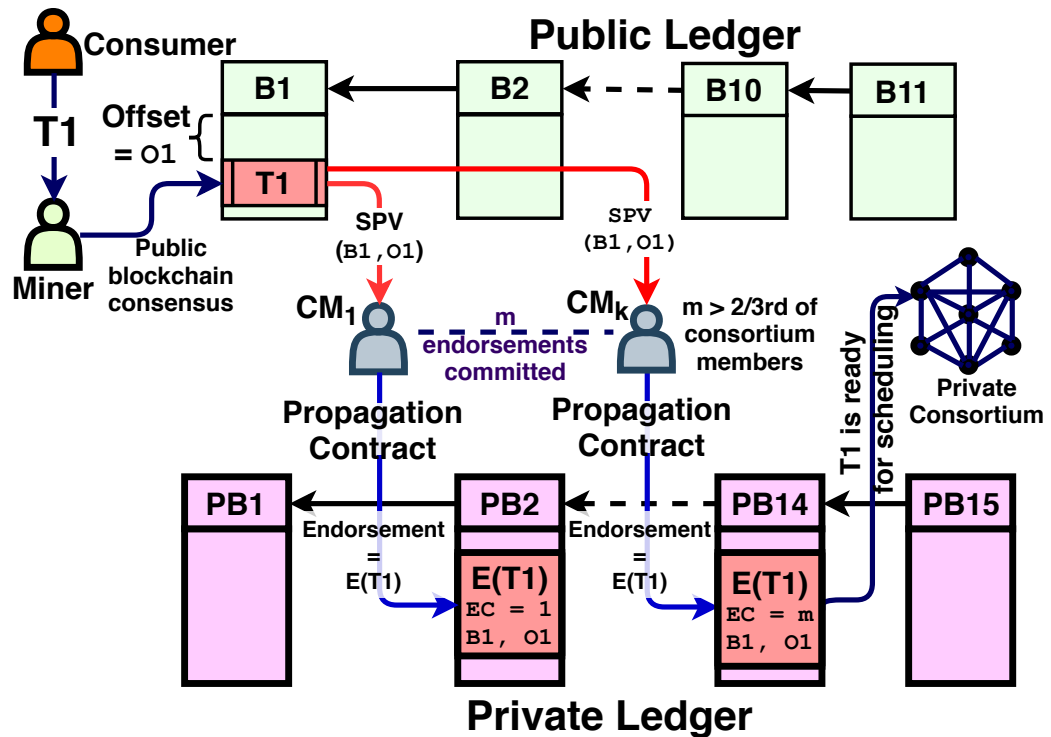 Consumer
Public Ledger
B1
B2
B10
B11
Offset
= O1
T1
T1
SPV
(B1,O1)
SPV
(B1,O1)
Miner
Public
blockchain
consensus
CM1
m
endorsements
committed
CMk
m > 2/3rd of
consortium
members
T1 is ready
for scheduling
Private
Consortium
Propagation
Contract
Propagation
Contract
PB1
PB2
PB14
PB15
Endorsement
=
E(T1)
Endorsement
=
E(T1)
E(T1)
EC = 1
B1, O1
E(T1)
EC = m
B1, O1
Private Ledger